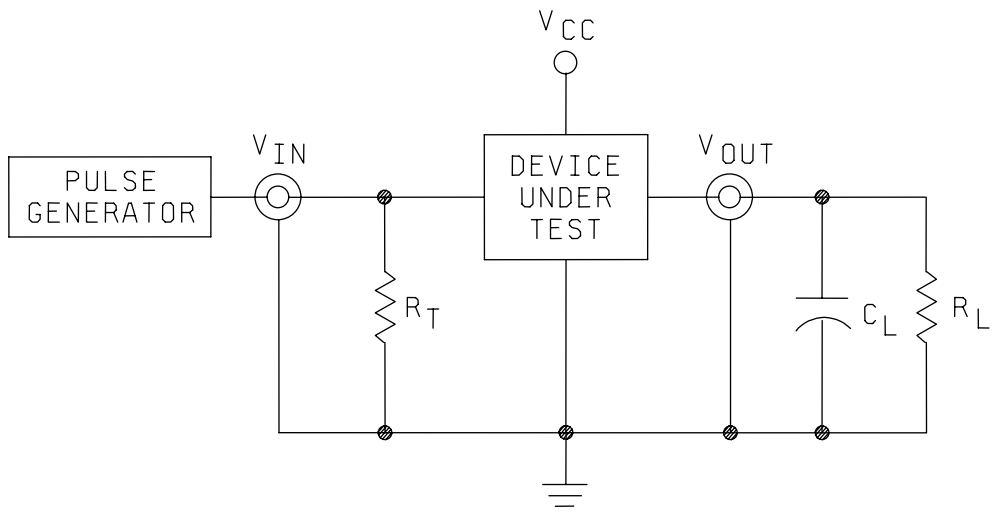 VCC
VIN
VOUT
PULSE
GENERATOR
DEVICE
UNDER
TEST
RT
CL
RL